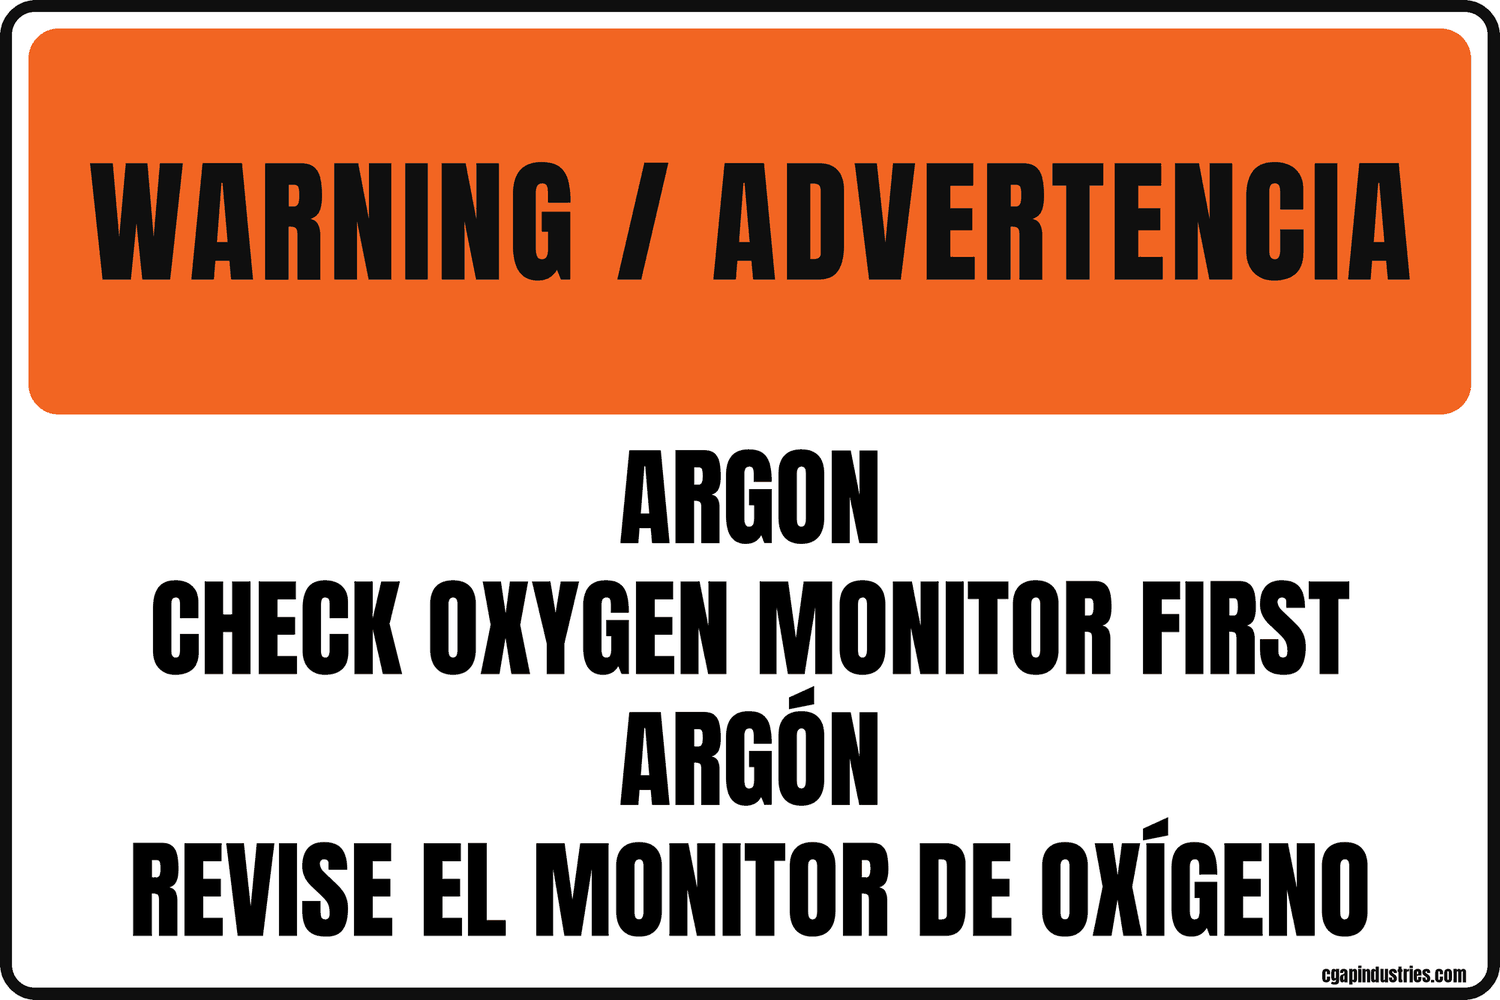 WARNING / ADVERTENCIA
ARGON
CHECK OXYGEN MONITOR FIRST
ARGÓN
REVISE EL MONITOR DE OXÍGENO
cgapindustries.com